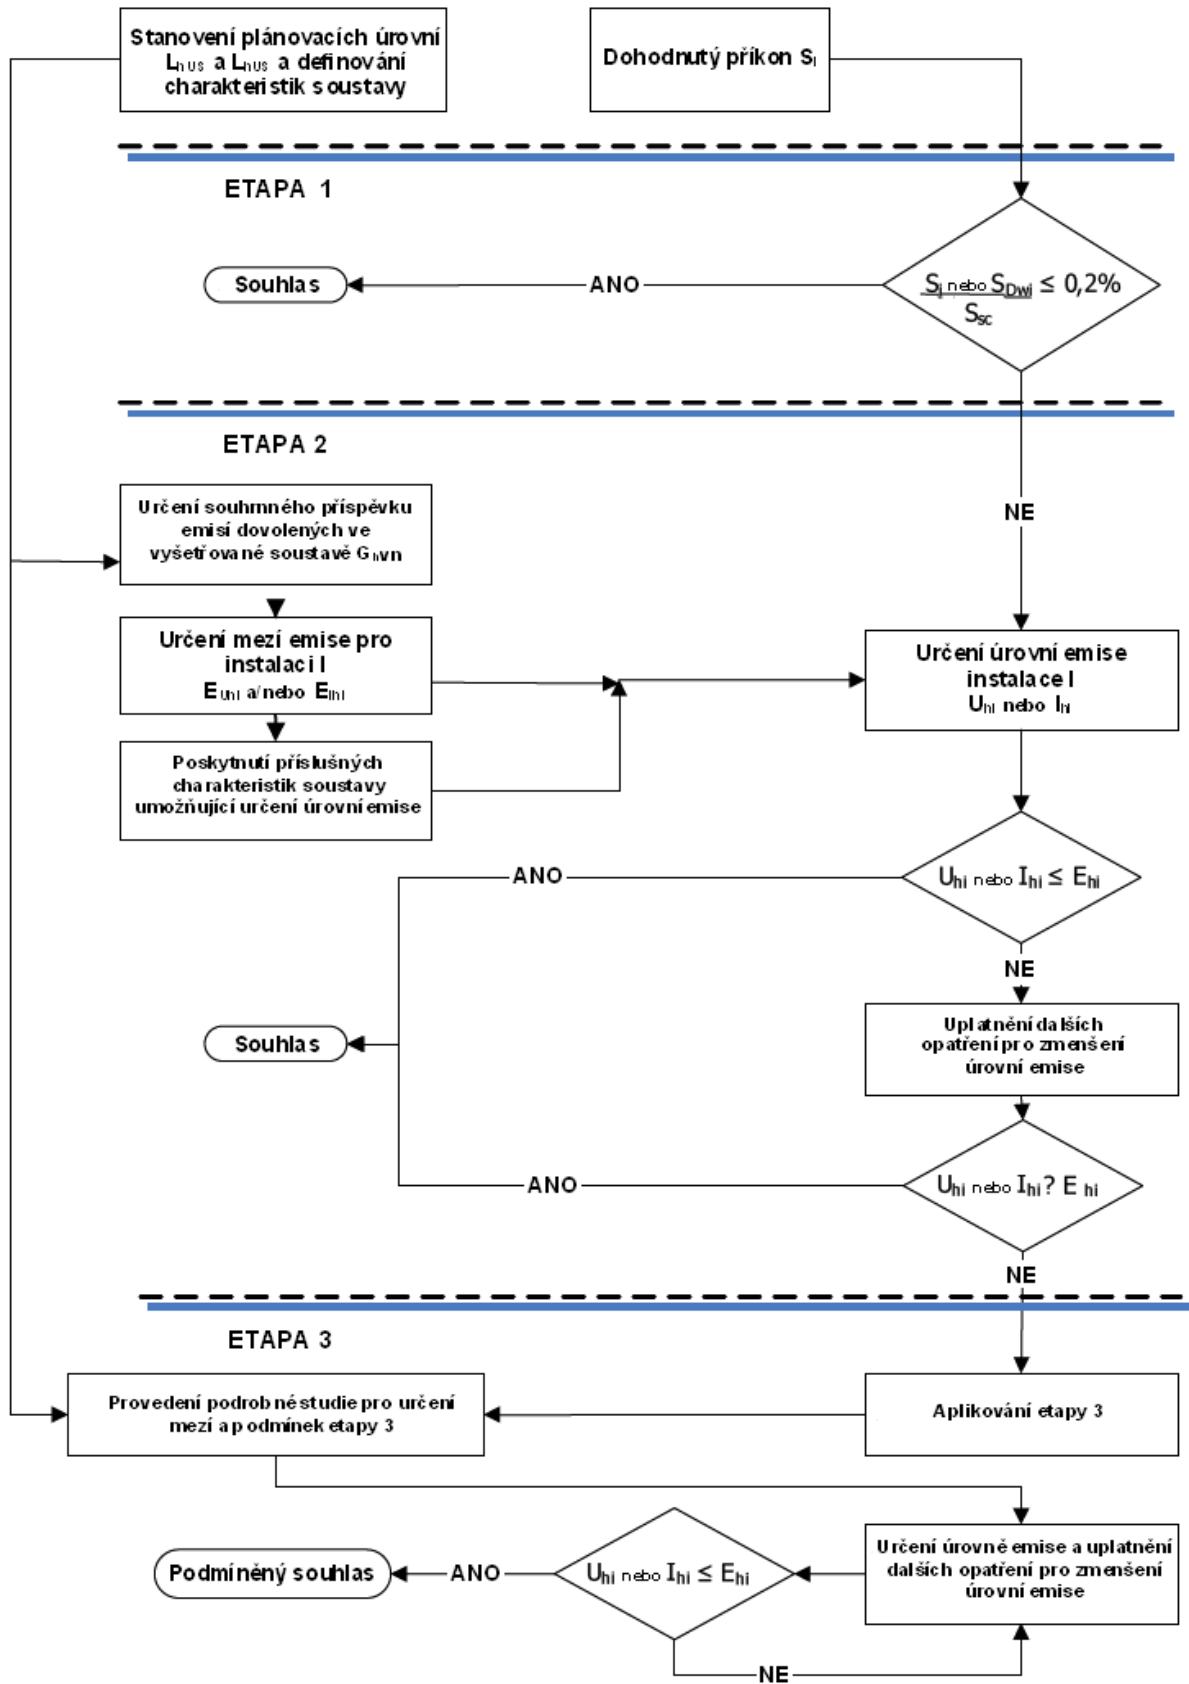 Stanovení plánovacích úrovní
LhUS a LhUS a definování
charakteristik soustavy
Dohodnutý příkon Si
ETAPA 1
Souhlas
ANO
Si nebo SDwi ≤ 0,2%
Ssc
ETAPA 2
NE
Určení souhrnného příspěvku
emisí dovolených ve
vyšetřované soustavě Ghvn
Určení mezí emise pro
instalaci I
EUhi a/nebo EIhi
Určení úrovní emise
instalace I
Uhi nebo Ihi
Poskytnutí příslušných
charakteristik soustavy
umožňující určení úrovní emise
ANO
Uhi nebo Ihi ≤ Ehi
NE
Souhlas
Uplatnění dalších
opatření pro zmenšení
úrovní emise
ANO
Uhi nebo Ihi? E hi
NE
ETAPA 3
Provedení podrobné studie pro určení
mezí a podmínek etapy 3
Aplikování etapy 3
Podmíněný souhlas
ANO
Uhi nebo Ihi ≤ Ehi
Určení úrovně emise a uplatnění
dalších opatření pro zmenšení
úrovní emise
NE